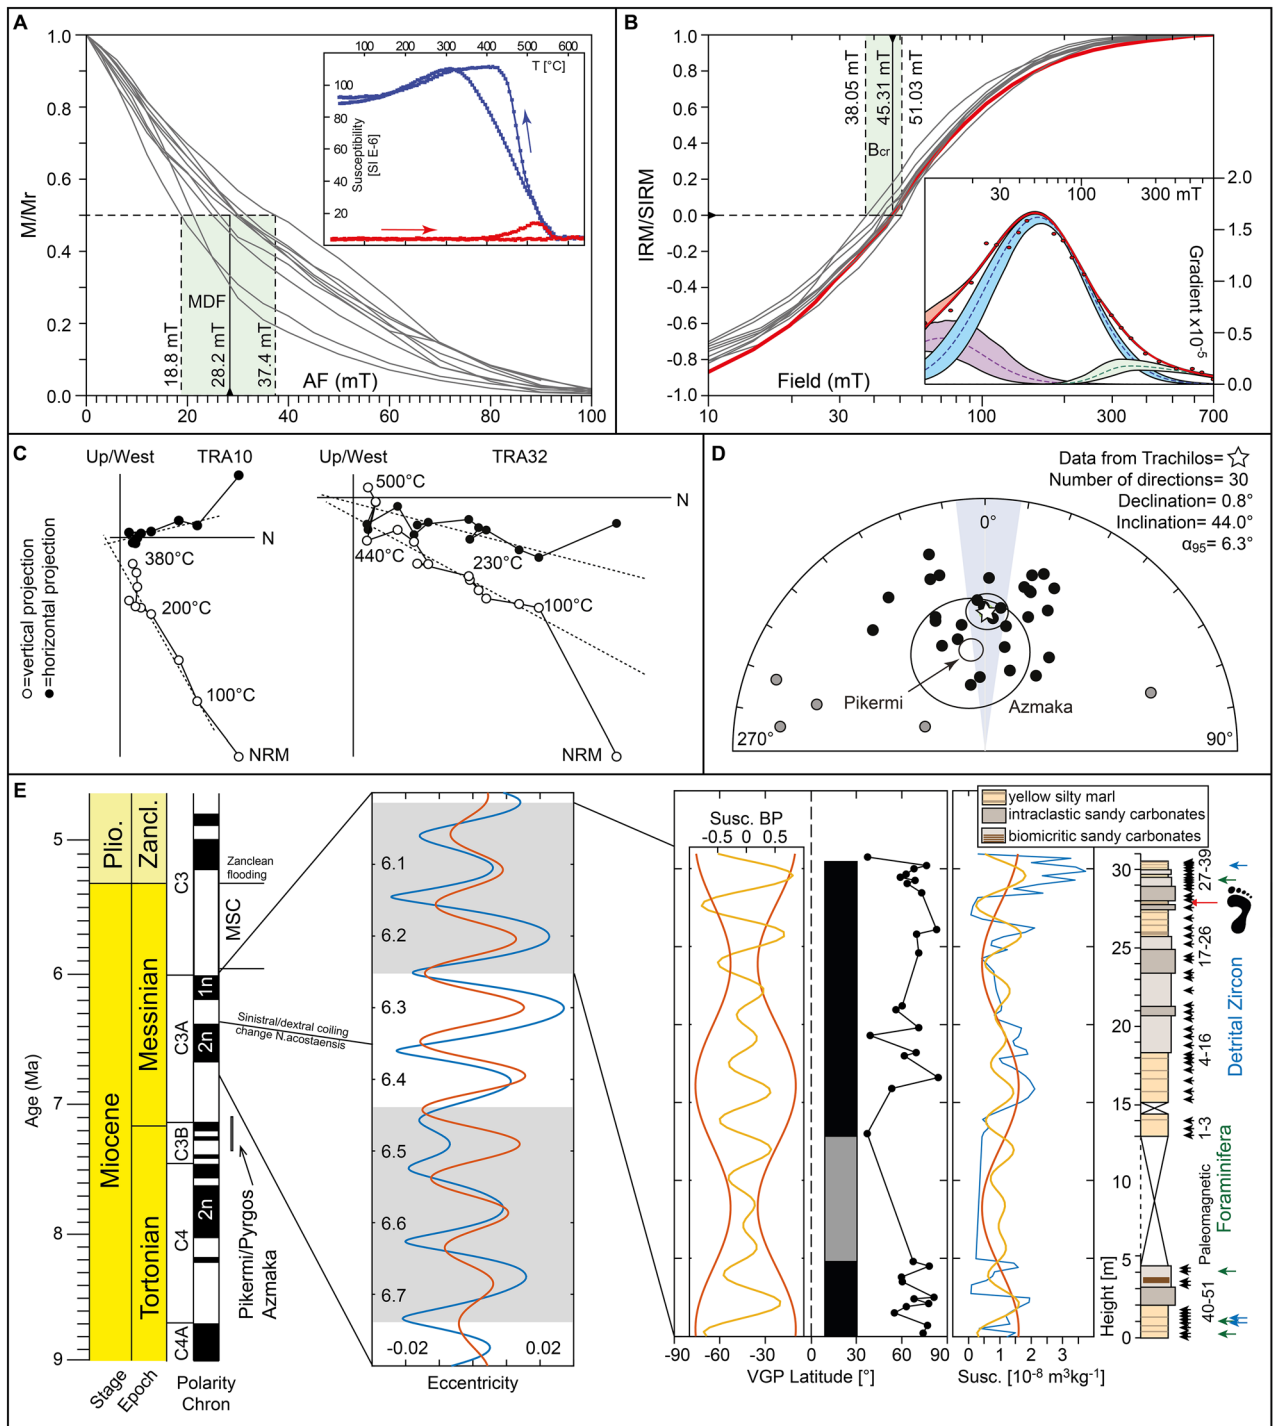 A
1.0
0.8
0.6
0.4
0.2
0.0
M/Mr
0
20
40
60
80
100
AF (mT)
MDF
18.8 mT
28.2 mT
37.4 mT
100
200
300
400
500
600
T [°C]
100
80
60
40
20
Susceptibility
[SI E-6]
B
1.0
0.8
0.6
0.4
0.2
0.0
-0.2
-0.4
-0.6
-0.8
-1.0
IRM/SIRM
10
30
100
300
700
Field (mT)
38.05 mT
45.31 mT
51.03 mT
Bcr
30
100
300 mT
2.0
1.5
1.0
0.5
0.0
Gradient x10-5
C
Up/West
TRA10
N
380°C
200°C
100°C
NRM
Up/West
TRA32
500°C
N
440°C
230°C
100°C
NRM
○=vertical projection
●=horizontal projection
D
Data from Trachilos= ☆
Number of directions= 30
Declination= 0.8°
Inclination= 44.0°
α95= 6.3°
0°
Pikermi
Azmaka
270°
90°
E
Age (Ma)
5
6
7
8
9
Plio.
Zancl.
Miocene
Messinian
Tortonian
C3
C3A
C3B
C4
C4A
1n
2n
2n
Stage
Epoch
Polarity
Chron
Zanclean
flooding
MSC
Sinistral/dextral coiling
change N.acostaensis
Pikermi/Pyrgos
Azmaka
6.1
6.2
6.3
6.4
6.5
6.6
6.7
-0.02
0.02
Eccentricity
Susc. BP
-0.5
0
0.5
-90
-60
-30
0
30
60
90
VGP Latitude [°]
0
1
2
3
Susc. [10-8 m3kg-1]
yellow silty marl
intraclastic sandy carbonates
biomicritic sandy carbonates
30
25
20
15
10
5
0
Height [m]
27-39
17-26
4-16
1-3
40-51
Paleomagnetic
Foraminifera
Detrital Zircon